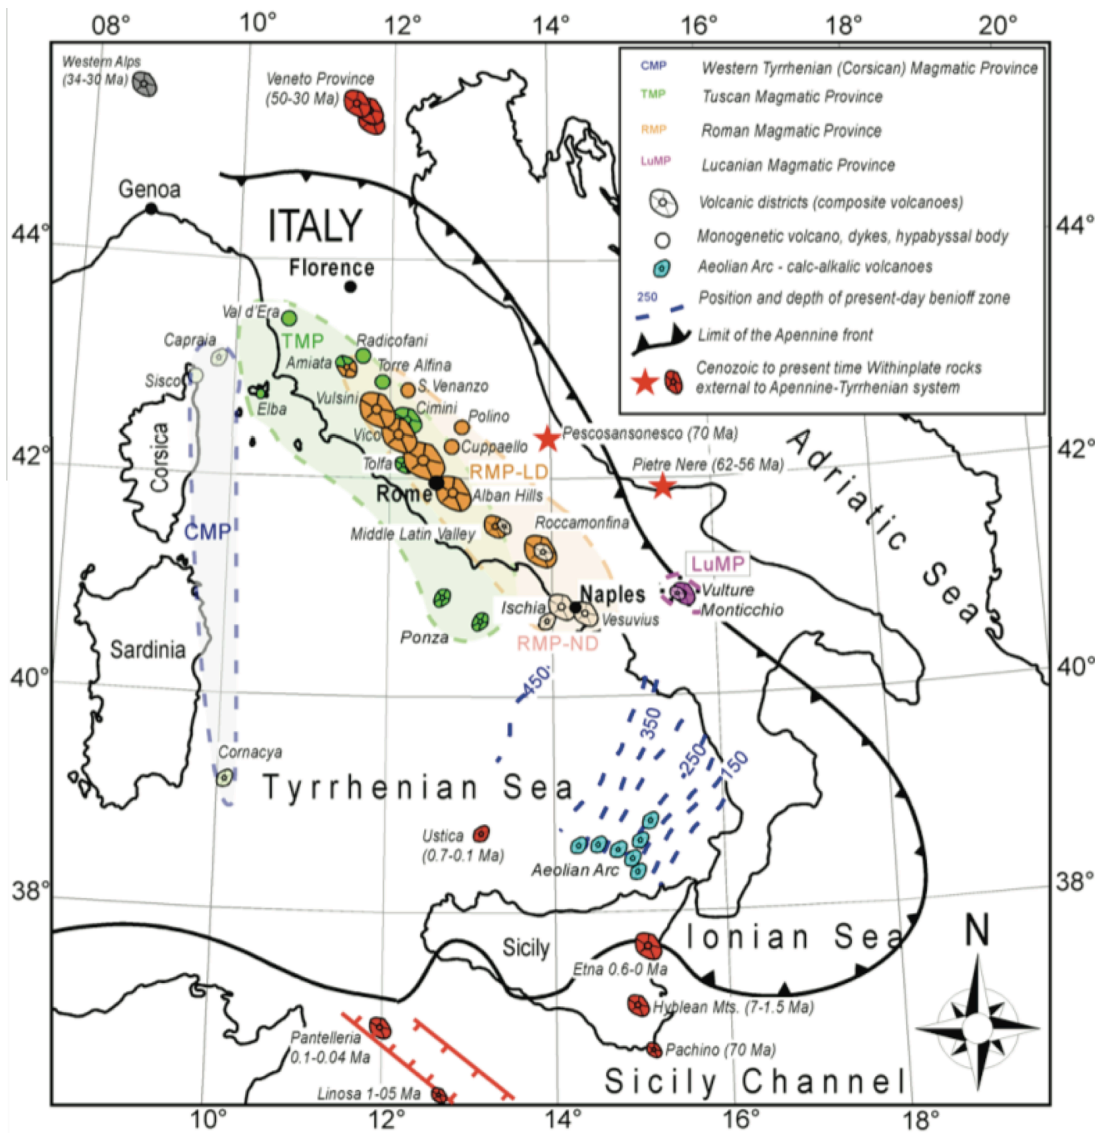 08° 10° 12° 14° 16° 18° 20°
Western Alps
(34-30 Ma)
Veneto Province
(50-30 Ma)
CMP Western Tyrrhenian (Corsican) Magmatic Province
TMP Tuscan Magmatic Province
RMP Roman Magmatic Province
LuMP Lucanian Magmatic Province
Volcanic districts (composite volcanoes)
Monogenetic volcano, dykes, hypabyssal body
Aeolian Arc - calc-alkalic volcanoes
250 Position and depth of present-day benioff zone
Limit of the Apennine front
Cenozoic to present time Withinplate rocks
external to Apennine-Tyrrhenian system
Genoa
ITALY
44°
44°
Florence
Val d'Era
TMP
Capraia
Radicofani
Amiata
Torre Alfina
Sisco
S. Venanzo
Elba
Vulsini
Cimini
Polino
Vico
Cuppaello
Pescosansonesco (70 Ma)
Corsica
Tolfa
RMP-LD
Pietre Nere (62-56 Ma)
42°
42°
Rome
Alban Hills
Adriatic Sea
CMP
Middle Latin Valley
Roccamonfina
LuMP
Vulture
Monticchio
Ischia
Naples
Vesuvius
Ponza
RMP-ND
Sardinia
40°
40°
450
350
250
150
Cornacya
Tyrrhenian Sea
Ustica
(0.7-0.1 Ma)
Aeolian Arc
38°
38°
Sicily
Ionian Sea
N
Etna 0.6-0 Ma
Hyblean Mts. (7-1.5 Ma)
Pantelleria
0.1-0.04 Ma
Pachino (70 Ma)
Linosa 1-05 Ma
Sicily Channel
10° 12° 14° 16° 18°